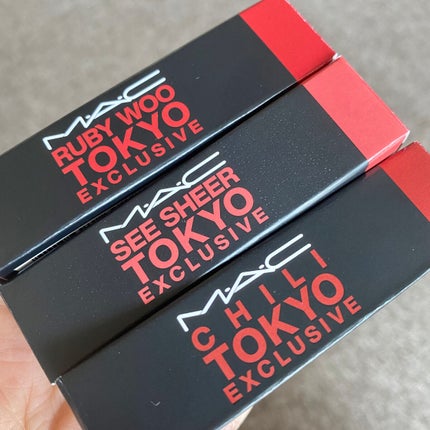 M·A·C
RUBY WOO
TOKYO
EXCLUSIVE
M·A·C
SEE SHEER
TOKYO
EXCLUSIVE
M·A·C
CHILI
TOKYO
EXCLUSIVE